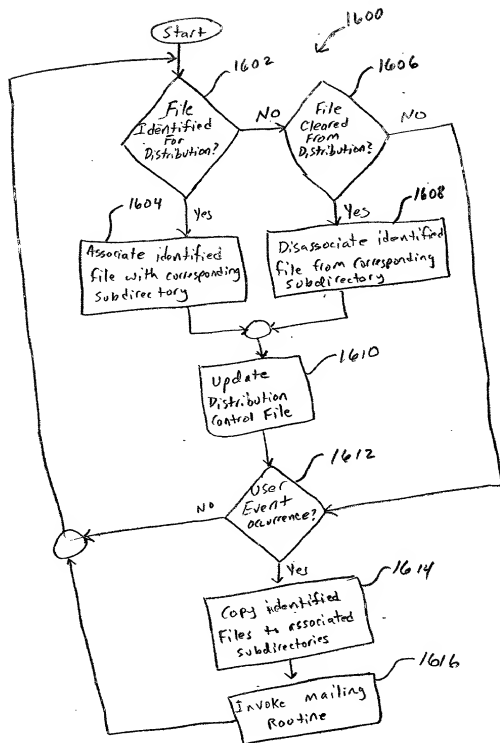 Start
1600
1602
1606
File
Identified
For
Distribution?
NO
File
Cleared
From
Distribution?
NO
1604
Yes
Yes
1608
Associate identified
file with corresponding
subdirectory
Disassociate identified
file from corresponding
subdirectory
1610
Update
Distribution
Control File
1612
User
Event
occurrence?
NO
Yes
1614
Copy identified
Files to associated
subdirectories
1616
Invoke Mailing
Routine